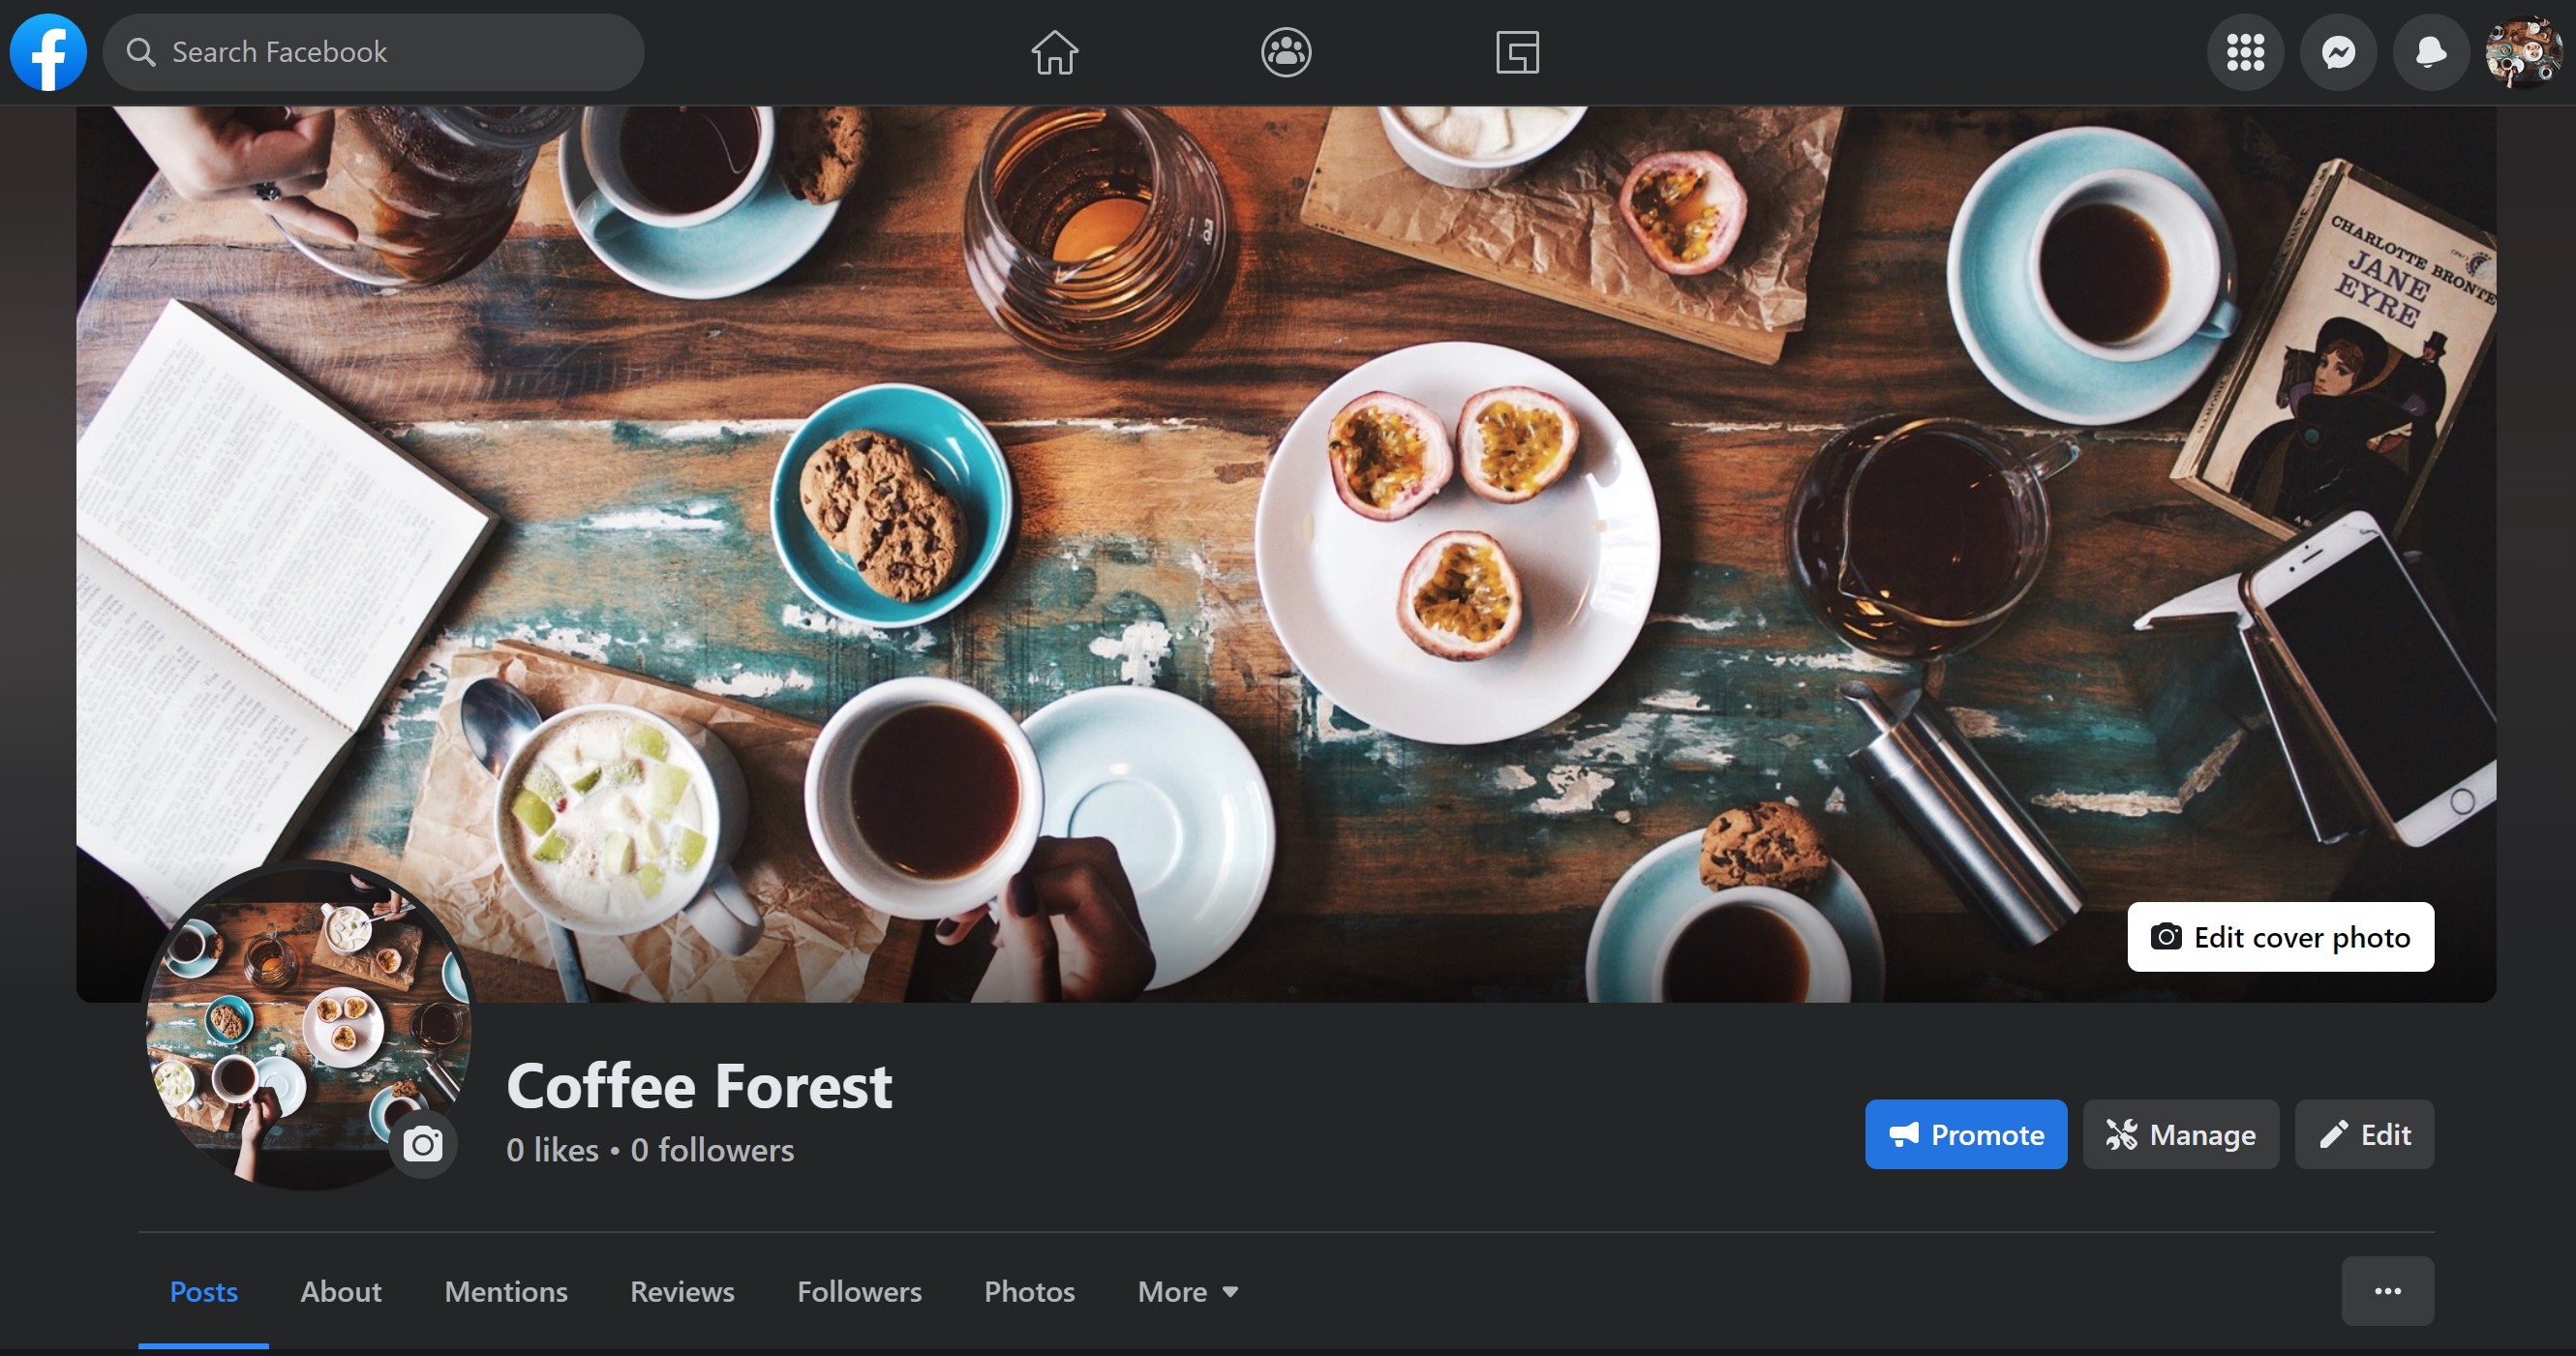 Search Facebook
CHARLOTTE BRONTE
JANE
EYRE
Edit cover photo
Coffee Forest
0 likes • 0 followers
Promote
Manage
Edit
Posts
About
Mentions
Reviews
Followers
Photos
More